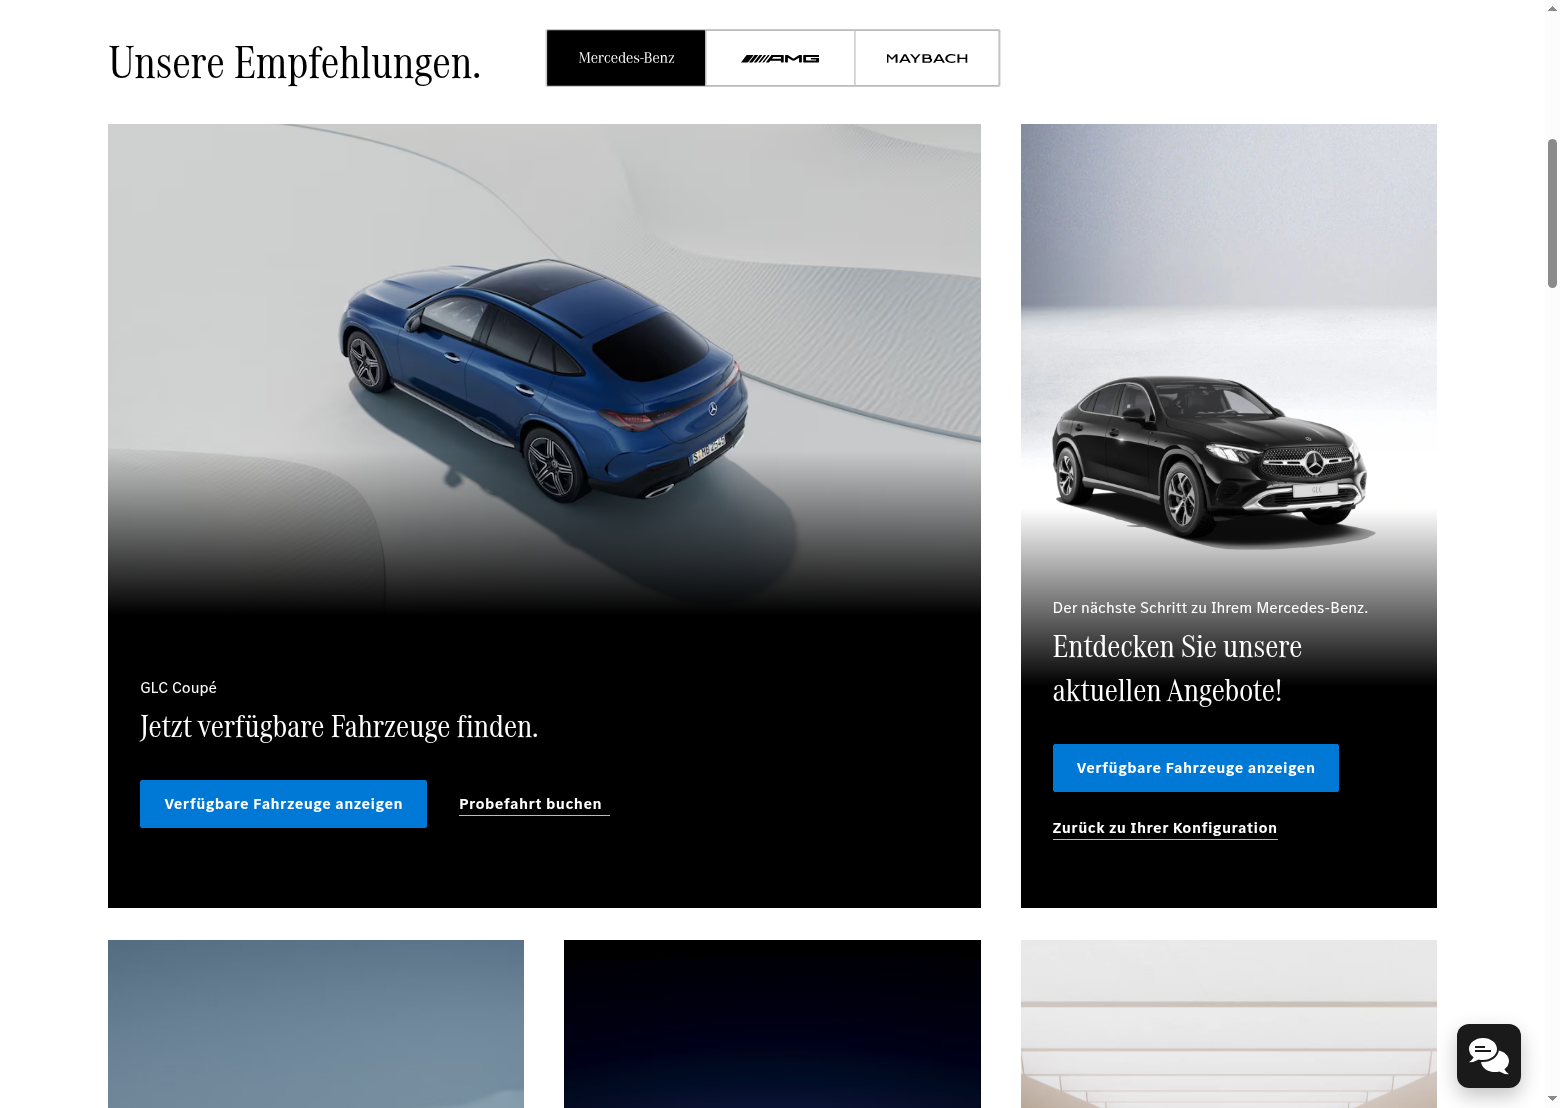 Unsere Empfehlungen.
Mercedes-Benz
AMG
MAYBACH
GLC Coupé
Jetzt verfügbare Fahrzeuge finden.
Verfügbare Fahrzeuge anzeigen
Probefahrt buchen
GLC
Der nächste Schritt zu Ihrem Mercedes-Benz.
Entdecken Sie unsere
aktuellen Angebote!
Verfügbare Fahrzeuge anzeigen
Zurück zu Ihrer Konfiguration